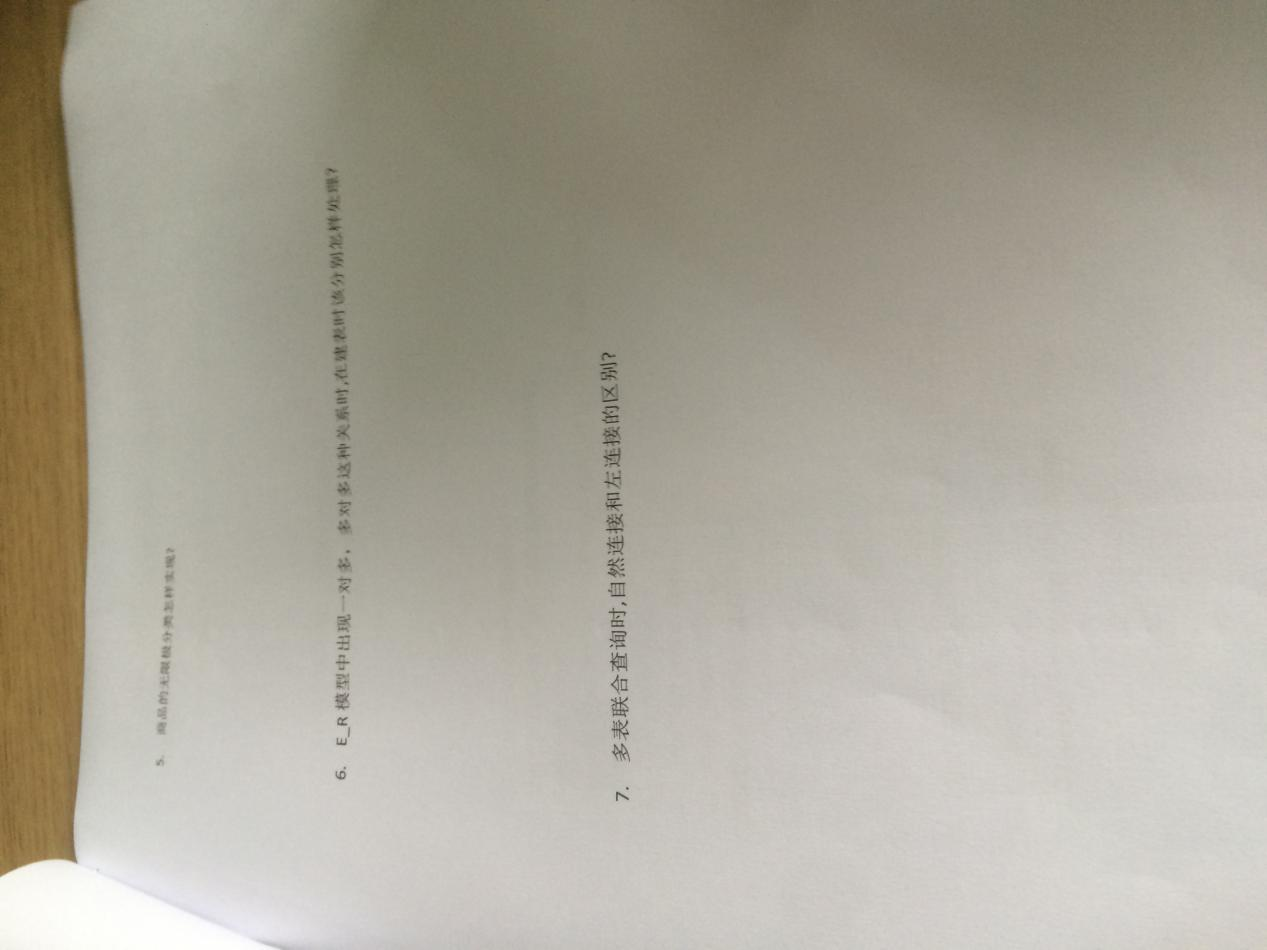 5. 商品的无限极分类怎样实现?
6. E_R 模型中出现一对多，多对多这种关系时,在建表时该分别怎样处理?
7. 多表联合查询时,自然连接和左连接的区别?